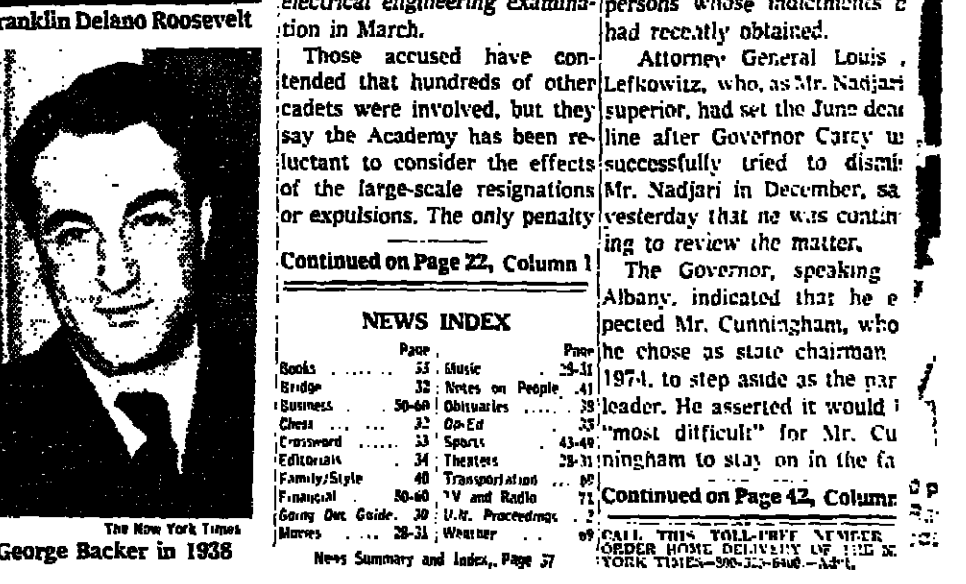 ranklin Delano Roosevelt
The New York Times
George Backer in 1938
electrical engineering examina-
tion in March.
Those accused have con-
tended that hundreds of other
cadets were involved, but they
say the Academy has been re-
luctant to consider the effects
of the large-scale resignations
or expulsions. The only penalty
Continued on Page 22, Column 1
NEWS INDEX
Page Page
Books ....... 33 Music . 28-31
Bridge 32 Notes on People .41
Business . 50-60 Obituaries ..... 38
Chess ... ... 32 Op-Ed 35
Crossword ...... 33 Sports . 43-49
Editorials . 34 Theaters 28-31
Family/Style 40 Transportation ... 69
Financial . 50-60 TV and Radio 71
Going Out Guide. 30 U.N. Proceedings . 2
Movies .... 28-31 Weather .. 69
News Summary and Index, Page 37
persons whose indictments
had recently obtained.
Attorney General Louis
Lefkowitz, who, as Mr. Nadjari
superior, had set the June dead
line after Governor Carey u
successfully tried to dismi
Mr. Nadjari in December, sa
yesterday that he was contin
ing to review the matter.
The Governor, speaking
Albany, indicated that he e
pected Mr. Cunningham, who
he chose as state chairman
1974, to step aside as the par
leader. He asserted it would
"most difficult" for Mr. Cu
ningham to stay on in the fa
Continued on Page 42, Column
CALL THIS TOLL-FREE NUMBER
ORDER HOME DELIVERY OF THE N.
YORK TIMES—800-325-6400.—Advt.